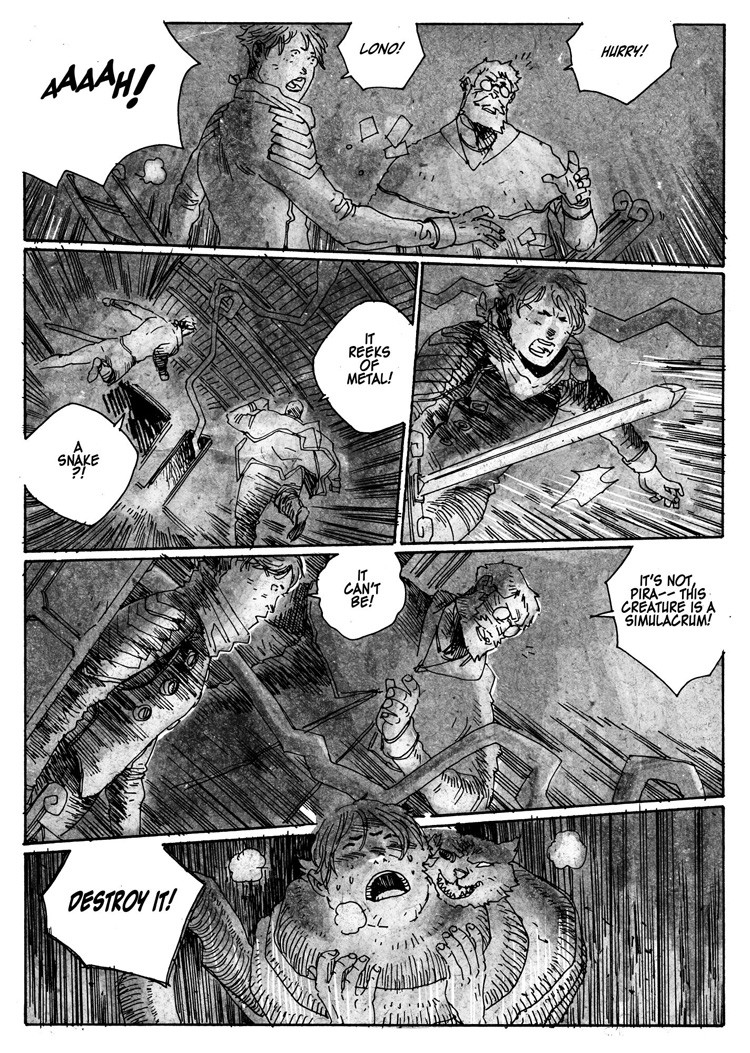 AAAAH!
LONO!
HURRY!
IT
REEKS
OF
METAL!
A
SNAKE
?!
IT
CAN'T
BE!
IT'S NOT,
PIRA-- THIS
CREATURE IS A
SIMULACRUM!
DESTROY IT!